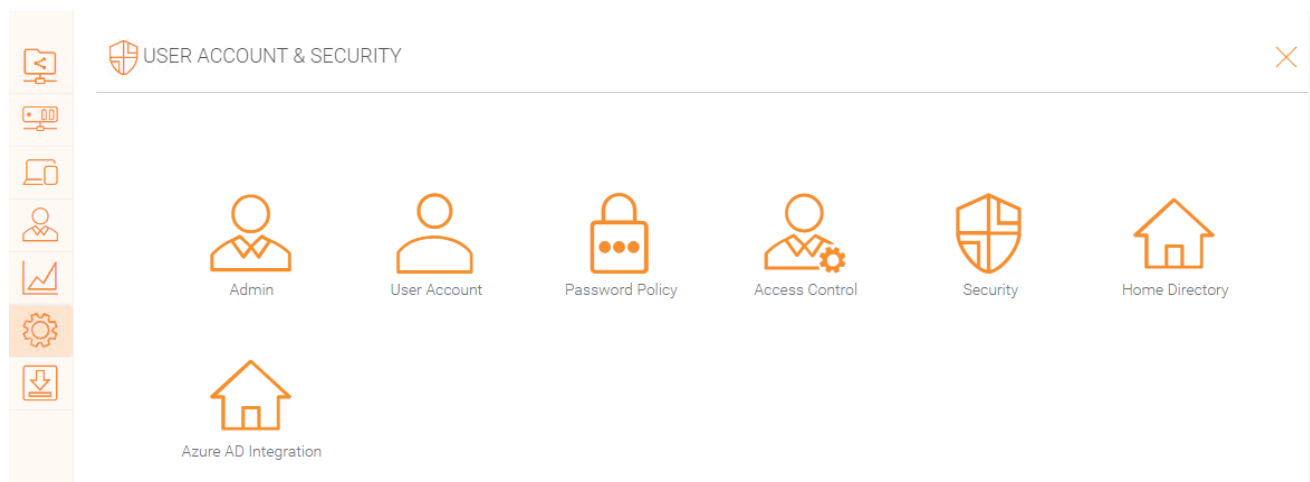 USER ACCOUNT & SECURITY
Admin
User Account
Password Policy
Access Control
Security
Home Directory
Azure AD Integration